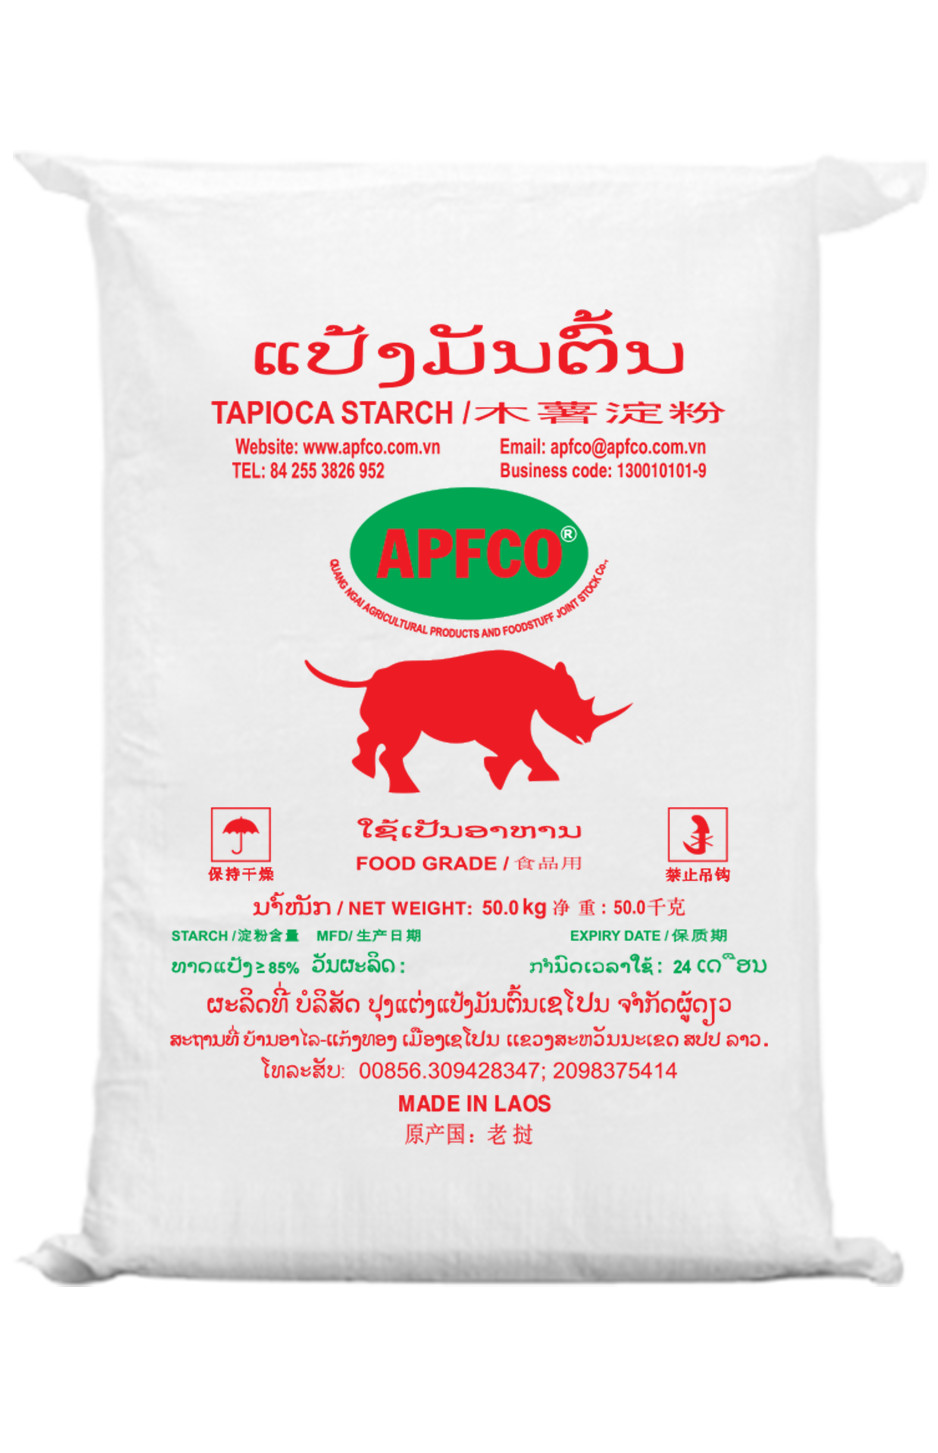 ແປ້ງມັນຕົ້ນ
TAPIOCA STARCH /木薯淀粉
Website: www.apfco.com.vn Email: apfco@apfco.com.vn
TEL: 84 255 3826 952 Business code: 130010101-9
APFCO®
QUANG NGAI AGRICULTURAL PRODUCTS AND FOODSTUFF JOINT STOCK Co-,
ໃຊ້ເປັນອາຫານ
FOOD GRADE / 食品用
保持干燥 禁止吊钩
ນ້ຳໜັກ / NET WEIGHT: 50.0 kg 净 重: 50.0千克
STARCH /淀粉含量 MFD/ 生产日期 EXPIRY DATE / 保质期
ທາດແປ້ງ ≥ 85% ວັນຜະລິດ: ກຳນົດເວລາໃຊ້: 24 ເດືອນ
ຜະລິດທີ່ ບໍລິສັດ ປຸງແຕ່ງແປ້ງມັນຕົ້ນເຊໂປນ ຈຳກັດຜູ້ດຽວ
ສະຖານທີ່ ບ້ານອາໄລ-ແກ້ງທອງ ເມືອງເຊໂປນ ແຂວງສະຫວັນນະເຂດ ສປປ ລາວ.
ໂທລະສັບ: 00856.309428347; 2098375414
MADE IN LAOS
原产国: 老挝